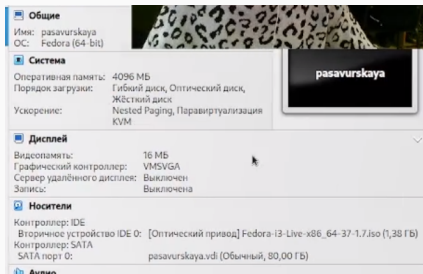 Общие
Имя: pasavurskaya
ОС: Fedora (64-bit)
Система
Оперативная память: 4096 МБ
Порядок загрузки: Гибкий диск, Оптический диск,
Жёсткий диск
Ускорение: Nested Paging, Паравиртуализация
KVM
pasavurskaya
Дисплей
Видеопамять: 16 МБ
Графический контроллер: VMSVGA
Сервер удалённого дисплея: Выключен
Запись: Выключена
Носители
Контроллер: IDE
Вторичное устройство IDE 0: [Оптический привод] Fedora-i3-Live-x86_64-37-1.7.iso (1,38 ГБ)
Контроллер: SATA
SATA порт 0: pasavurskaya.vdi (Обычный, 80,00 ГБ)
Аудио